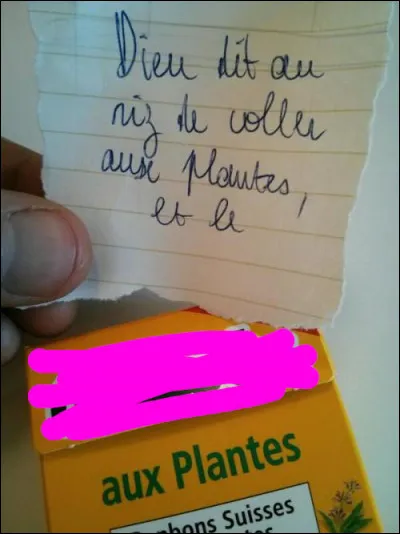 Dieu dit au
riz de coller
aux plantes,
et le
aux Plantes
Bonbons Suisses